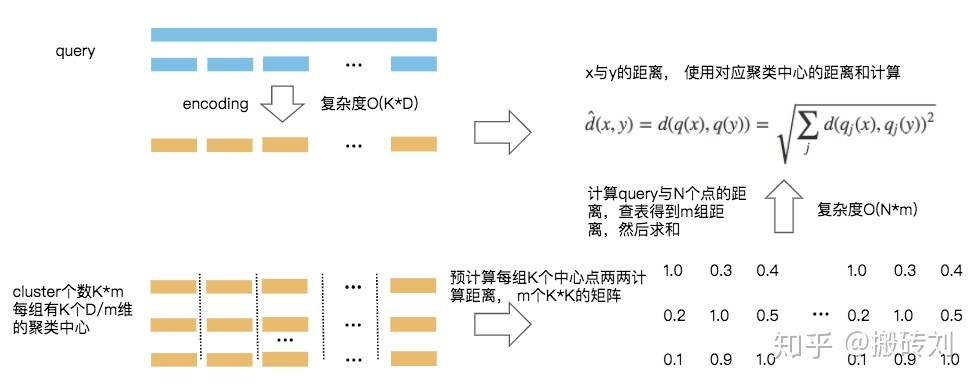 query
...
encoding
复杂度O(K*D)
...
x与y的距离， 使用对应聚类中心的距离和计算
d̂(x, y) = d(q(x), q(y)) = √∑j d(qj(x), qj(y))²
计算query与N个点的距
离，查表得到m组距
离，然后求和
复杂度O(N*m)
cluster个数K*m
每组有K个D/m维
的聚类中心
...
...
...
...
预计算每组K个中心点两两计
算距离， m个K*K的矩阵
1.0 0.3 0.4 1.0 0.3 0.4
0.2 1.0 0.5 ... 0.2 1.0 0.5
0.1 0.9 1.0 0.1 0.9 1.0
知乎 @搬砖刘